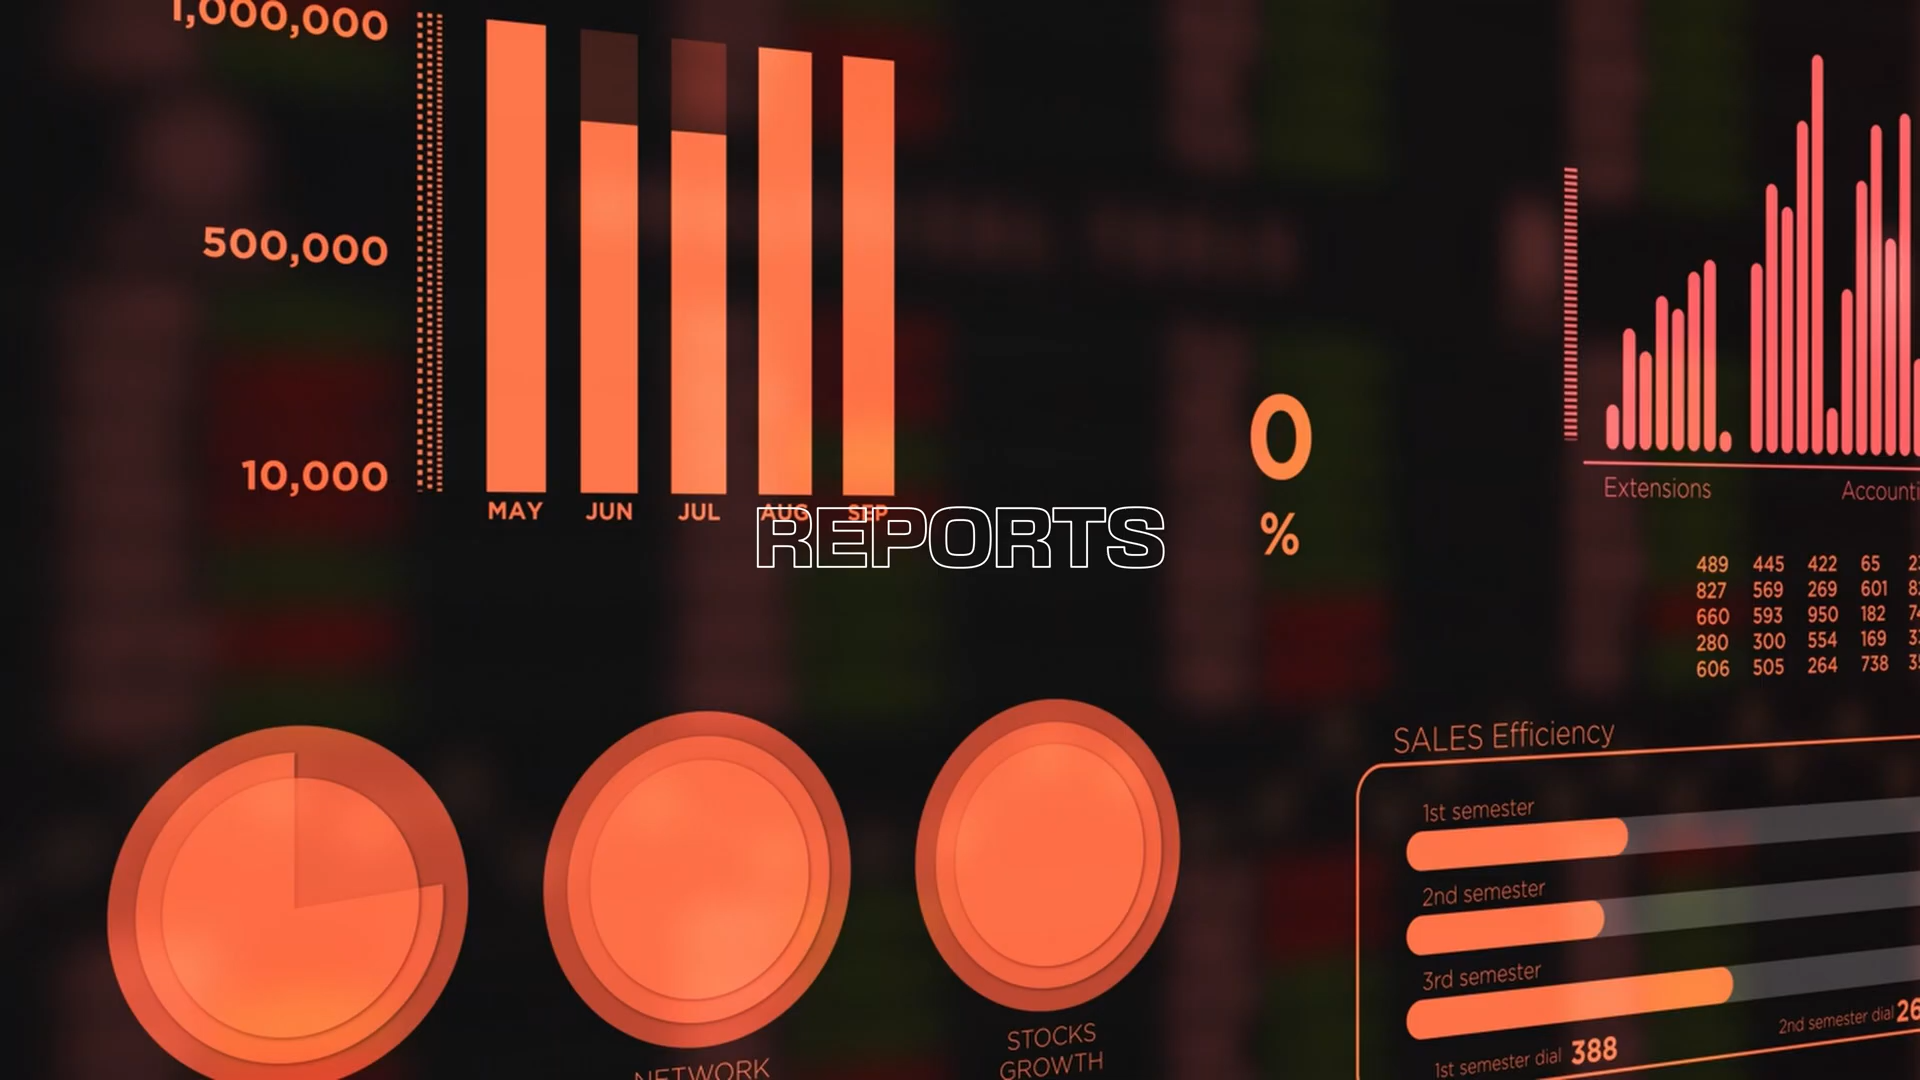 1,000,000
500,000
10,000
MAY JUN JUL AUG SEP
REPORTS
0
%
Extensions
489 445 422 65
827 569 269 601
660 593 950 182
280 300 554 169
606 505 264 738
SALES Efficiency
1st semester
2nd semester
3rd semester
1st semester dial 388
2nd semester dial 26
NETWORK
STOCKS
GROWTH